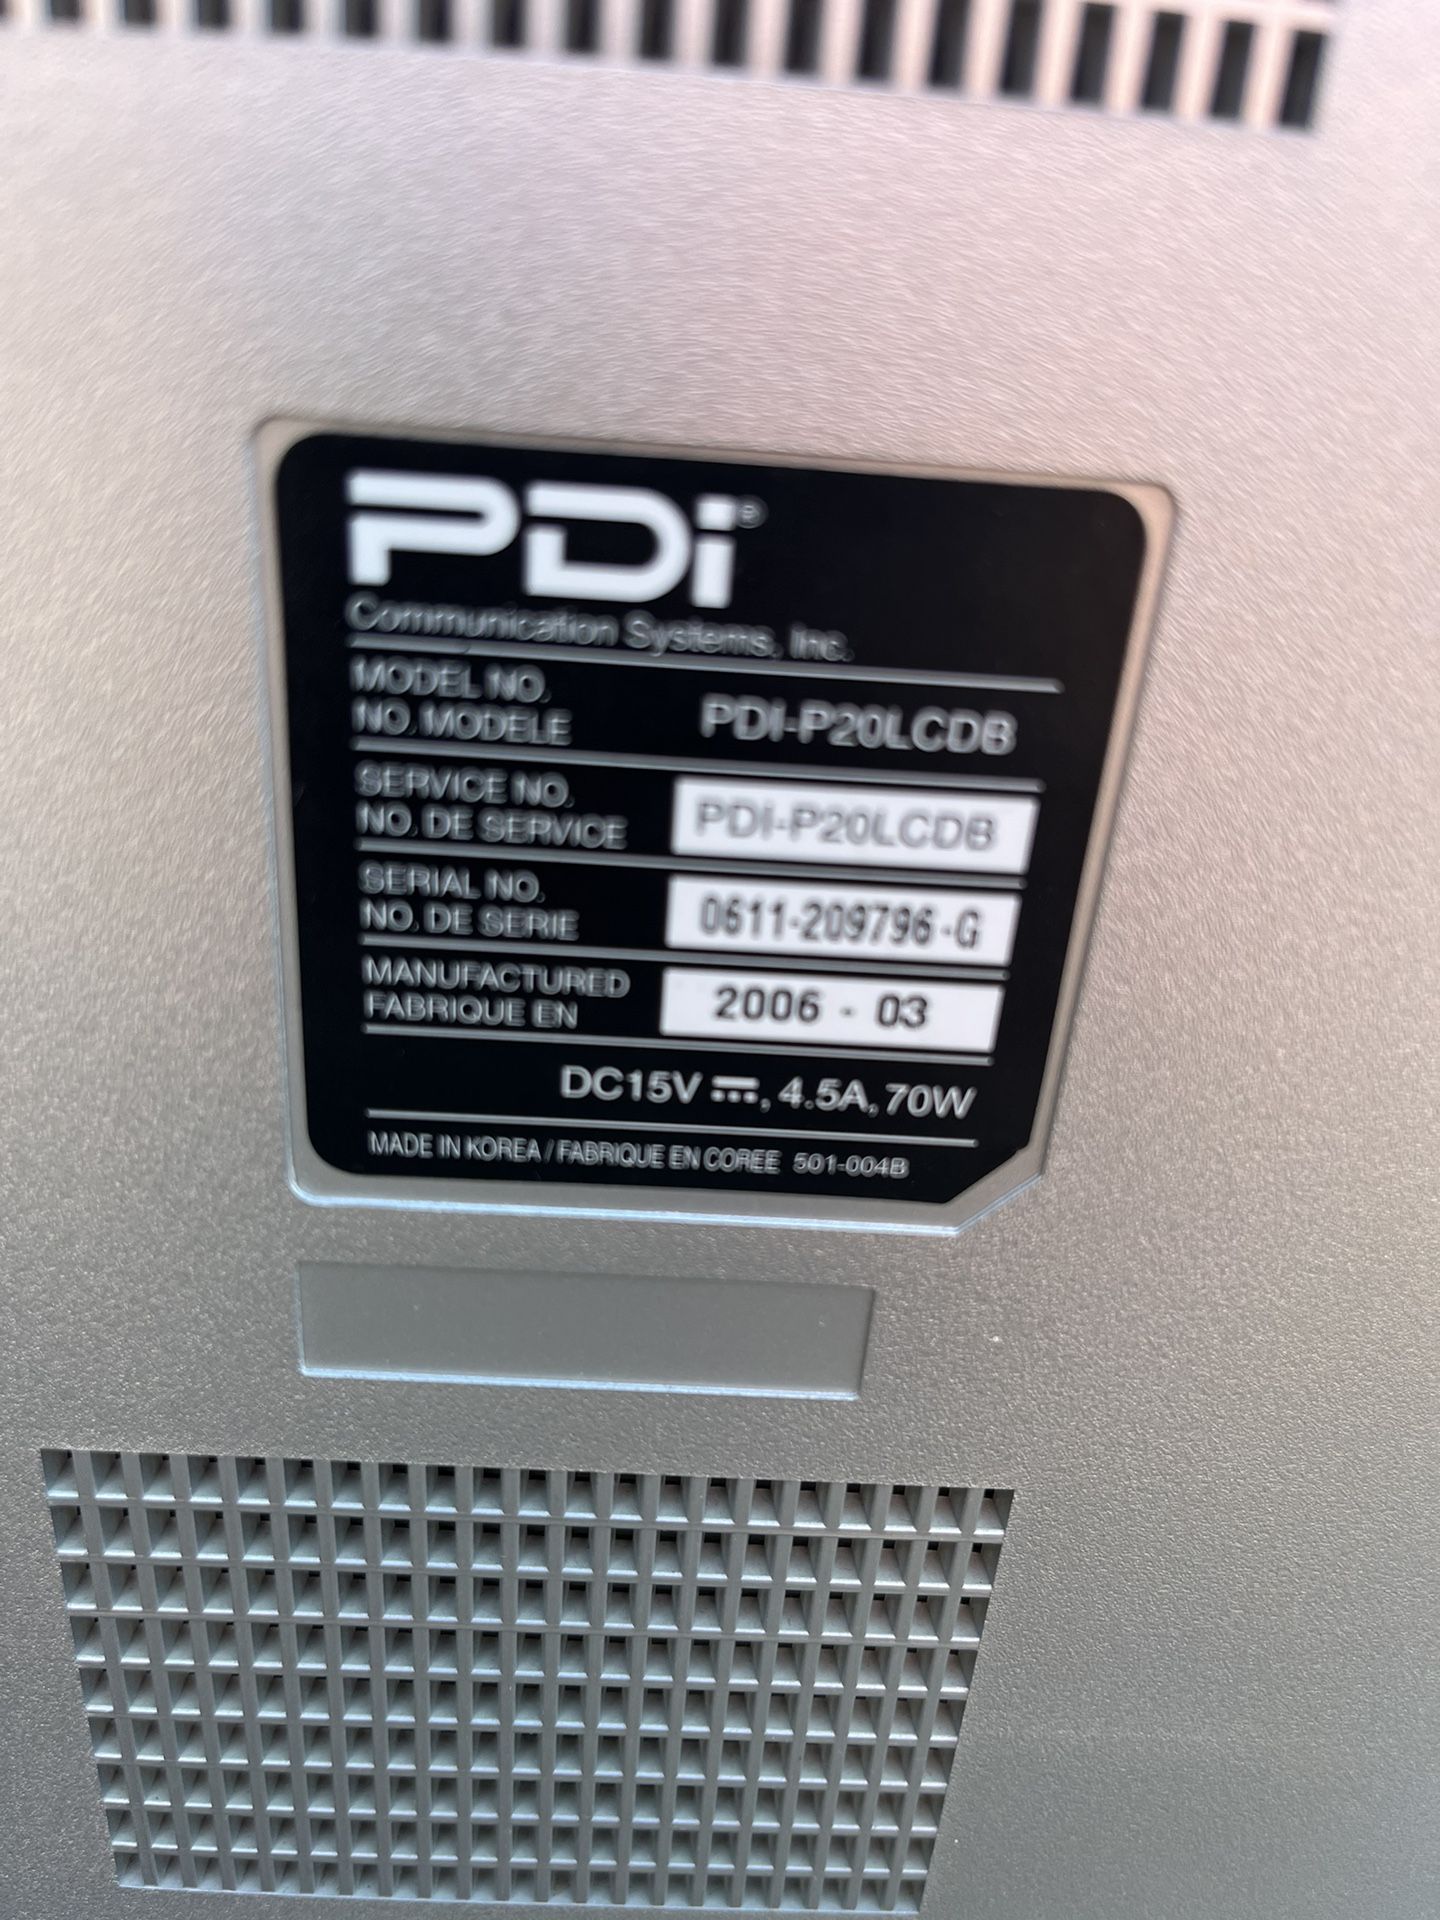 PDi®
Communication Systems, Inc.
MODEL NO.
NO. MODELE
PDI-P20LCDB
SERVICE NO.
NO. DE SERVICE
PDI-P20LCDB
SERIAL NO.
NO. DE SERIE
0611-209796-G
MANUFACTURED
FABRIQUE EN
2006 - 03
DC15V ⎓, 4.5A, 70W
MADE IN KOREA / FABRIQUE EN COREE 501-004B